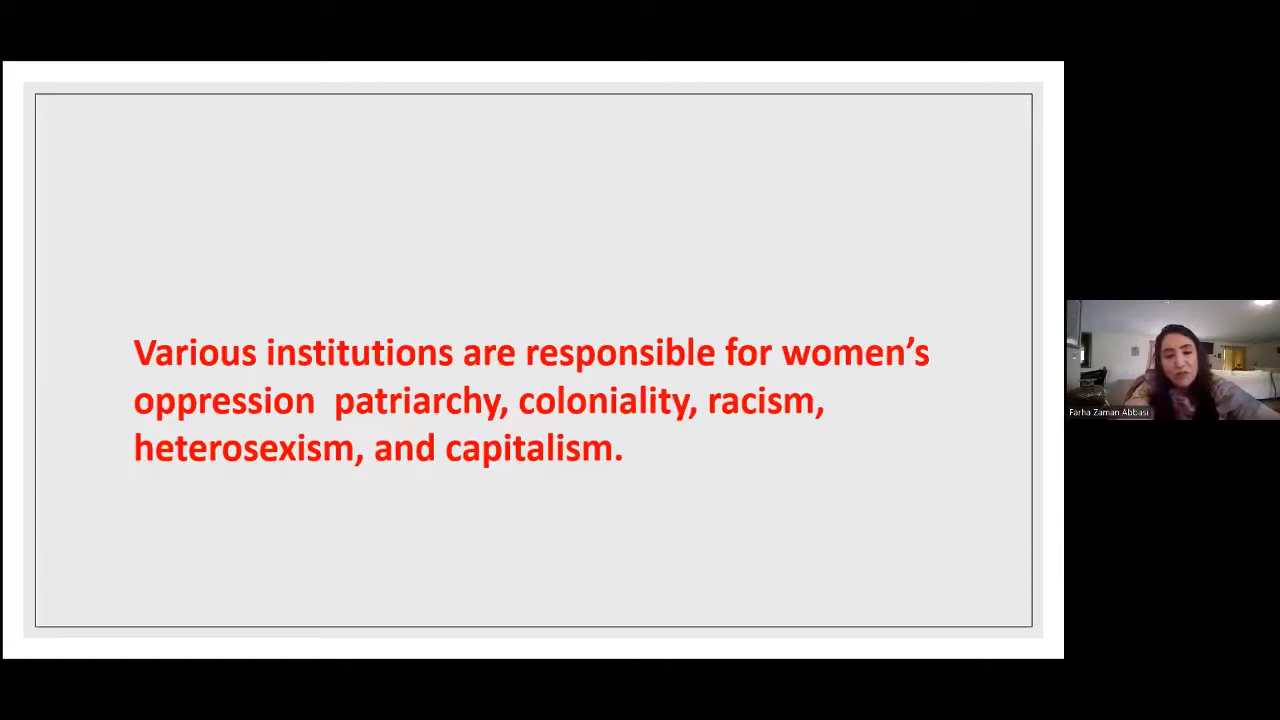 Various institutions are responsible for women’s
oppression  patriarchy, coloniality, racism,
heterosexism, and capitalism.
Farha Zaman Abbasi